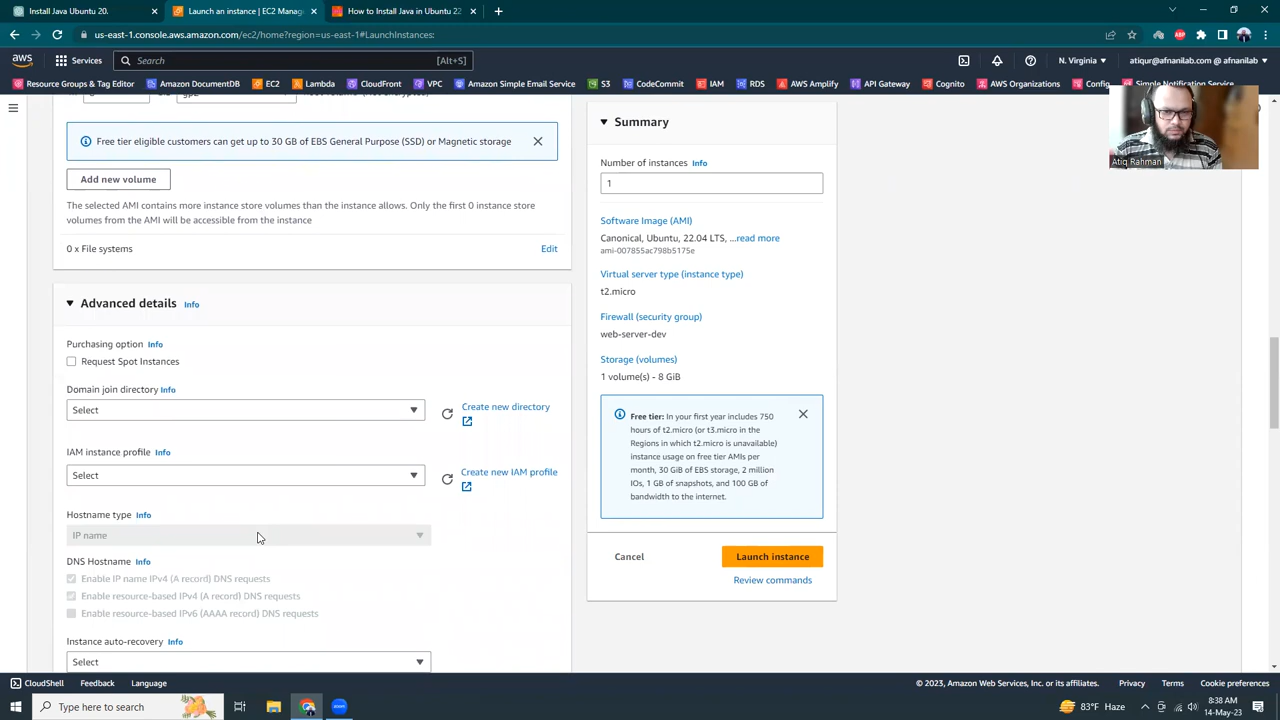 Install Java Ubuntu 20.
Launch an instance | EC2 Manag
How to Install Java in Ubuntu 22
us-east-1.console.aws.amazon.com/ec2/home?region=us-east-1#LaunchInstances:
aws
Services
Search
[Alt+S]
N. Virginia
atiqur@afnanilab @ afnanilab
Resource Groups & Tag Editor
Amazon DocumentDB
EC2
Lambda
CloudFront
VPC
Amazon Simple Email Service
S3
CodeCommit
IAM
RDS
AWS Amplify
API Gateway
Cognito
AWS Organizations
Config
Simple Notification Ser
Free tier eligible customers can get up to 30 GB of EBS General Purpose (SSD) or Magnetic storage
Add new volume
The selected AMI contains more instance store volumes than the instance allows. Only the first 0 instance store
volumes from the AMI will be accessible from the instance
0 x File systems
Edit
Advanced details Info
Purchasing option Info
Request Spot Instances
Domain join directory Info
Select
Create new directory
IAM instance profile Info
Select
Create new IAM profile
Hostname type Info
IP name
DNS Hostname Info
Enable IP name IPv4 (A record) DNS requests
Enable resource-based IPv4 (A record) DNS requests
Enable resource-based IPv6 (AAAA record) DNS requests
Instance auto-recovery Info
Select
Summary
Number of instances Info
1
Software Image (AMI)
Canonical, Ubuntu, 22.04 LTS, ...read more
ami-007855ac798b5175e
Virtual server type (instance type)
t2.micro
Firewall (security group)
web-server-dev
Storage (volumes)
1 volume(s) - 8 GiB
Free tier: In your first year includes 750
hours of t2.micro (or t3.micro in the
Regions in which t2.micro is unavailable)
instance usage on free tier AMIs per
month, 30 GiB of EBS storage, 2 million
IOs, 1 GB of snapshots, and 100 GB of
bandwidth to the internet.
Cancel
Launch instance
Review commands
Atiq Rahman
CloudShell
Feedback
Language
© 2023, Amazon Web Services, Inc. or its affiliates.
Privacy
Terms
Cookie preferences
Type here to search
83°F Haze
8:38 AM
14-May-23